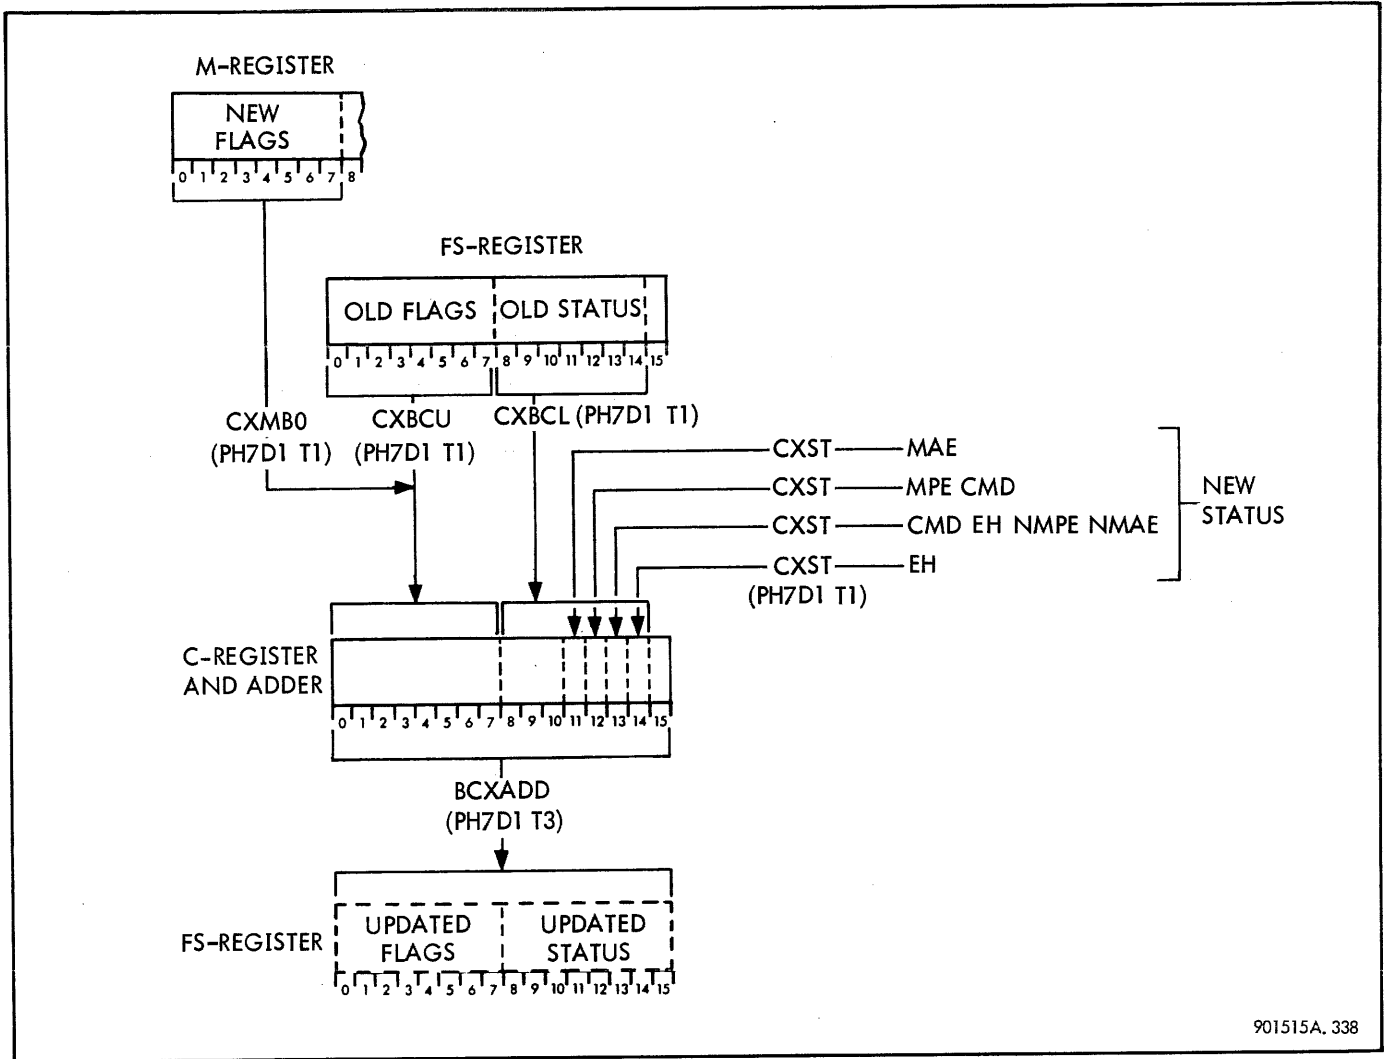 M-REGISTER
NEW
FLAGS
0 1 2 3 4 5 6 7 8
FS-REGISTER
OLD FLAGS OLD STATUS
0 1 2 3 4 5 6 7 8 9 10 11 12 13 14 15
CXMB0
(PH7D1 T1)
CXBCU
(PH7D1 T1)
CXBCL (PH7D1 T1)
CXST MAE
CXST MPE CMD
CXST CMD EH NMPE NMAE
CXST EH
(PH7D1 T1)
NEW
STATUS
C-REGISTER
AND ADDER
0 1 2 3 4 5 6 7 8 9 10 11 12 13 14 15
BCXADD
(PH7D1 T3)
FS-REGISTER
UPDATED
FLAGS
UPDATED
STATUS
0 1 2 3 4 5 6 7 8 9 10 11 12 13 14 15
901515A. 338